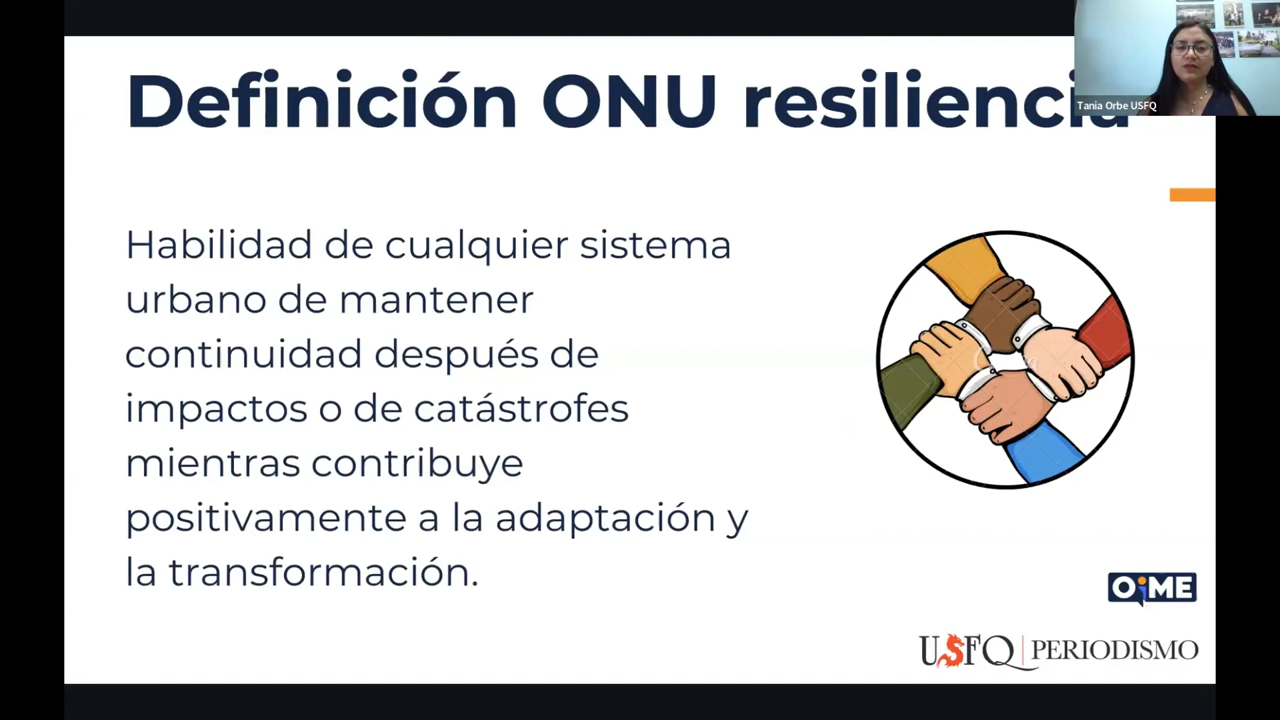 Definición ONU resiliencia
Tania Orbe USFQ
Habilidad de cualquier sistema
urbano de mantener
continuidad después de
impactos o de catástrofes
mientras contribuye
positivamente a la adaptación y
la transformación.
OiME
USFQ PERIODISMO